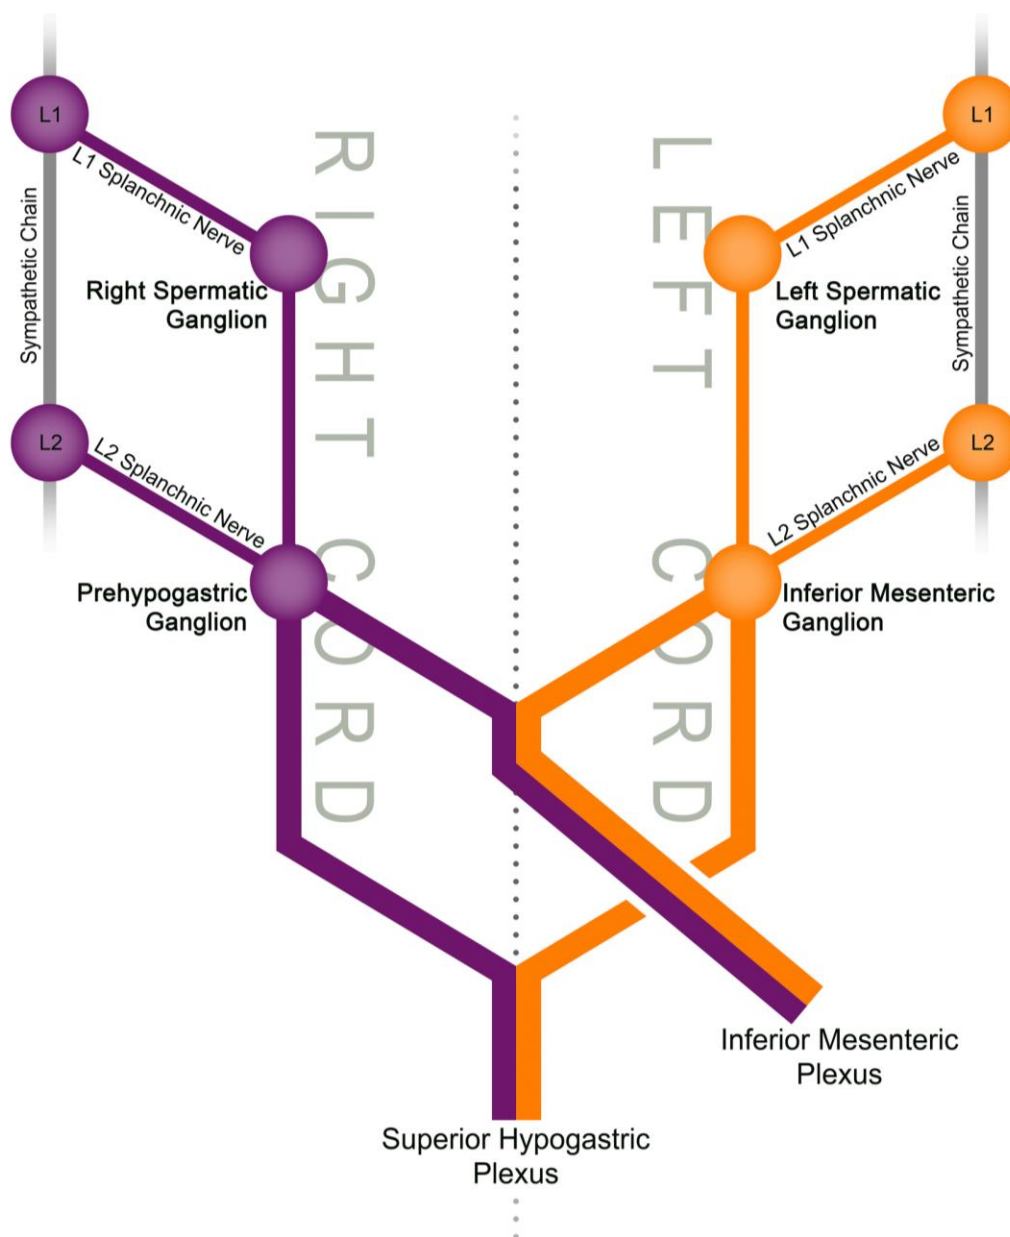 L1
L1
L1 Splanchnic Nerve
L1 Splanchnic Nerve
Sympathetic Chain
Sympathetic Chain
RIGHT CORD
LEFT CORD
Right Spermatic
Ganglion
Left Spermatic
Ganglion
L2
L2
L2 Splanchnic Nerve
L2 Splanchnic Nerve
Prehypogastric
Ganglion
Inferior Mesenteric
Ganglion
Inferior Mesenteric
Plexus
Superior Hypogastric
Plexus